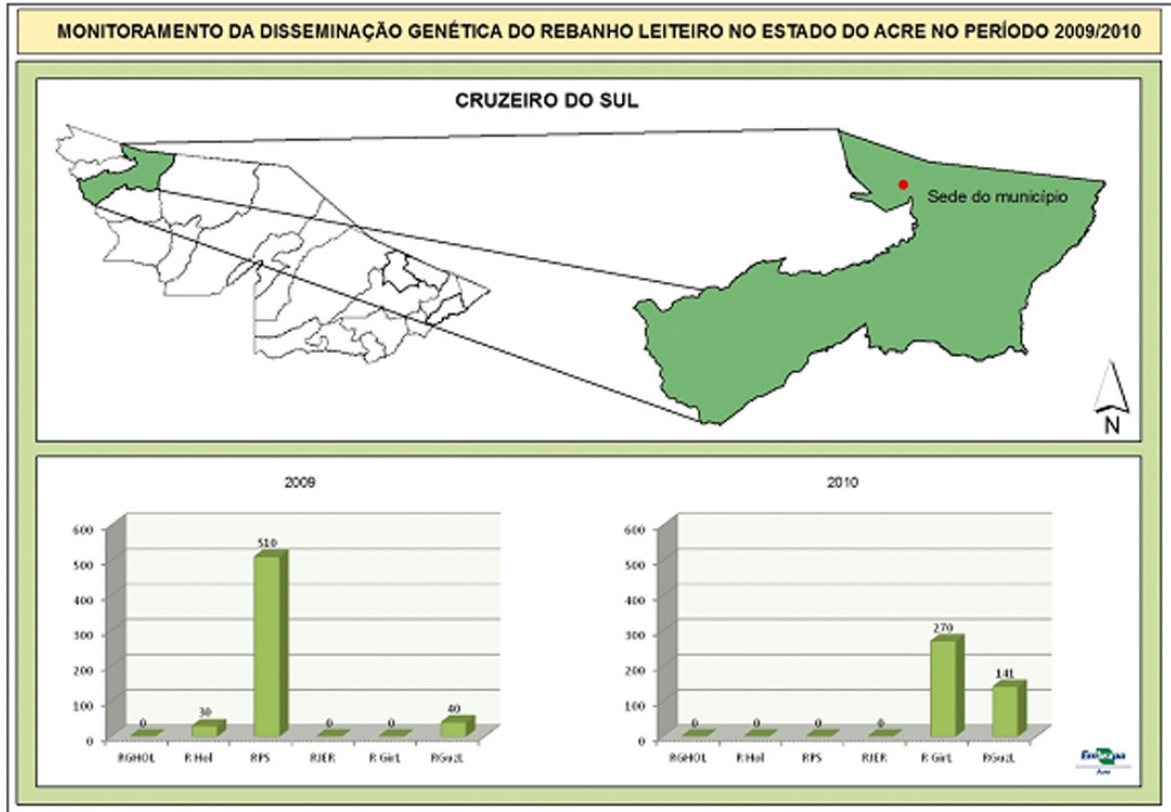 MONITORAMENTO DA DISSEMINAÇÃO GENÉTICA DO REBANHO LEITEIRO NO ESTADO DO ACRE NO PERÍODO 2009/2010
CRUZEIRO DO SUL
Sede do município
N
2009
600
500
400
300
200
100
0
0
30
510
0
0
40
RGHOL
R Hol
RPS
RJER
R GirL
RGuzL
2010
600
500
400
300
200
100
0
0
0
0
0
270
141
RGHOL
R Hol
RPS
RJER
R GirL
RGuzL
Embrapa
Acre